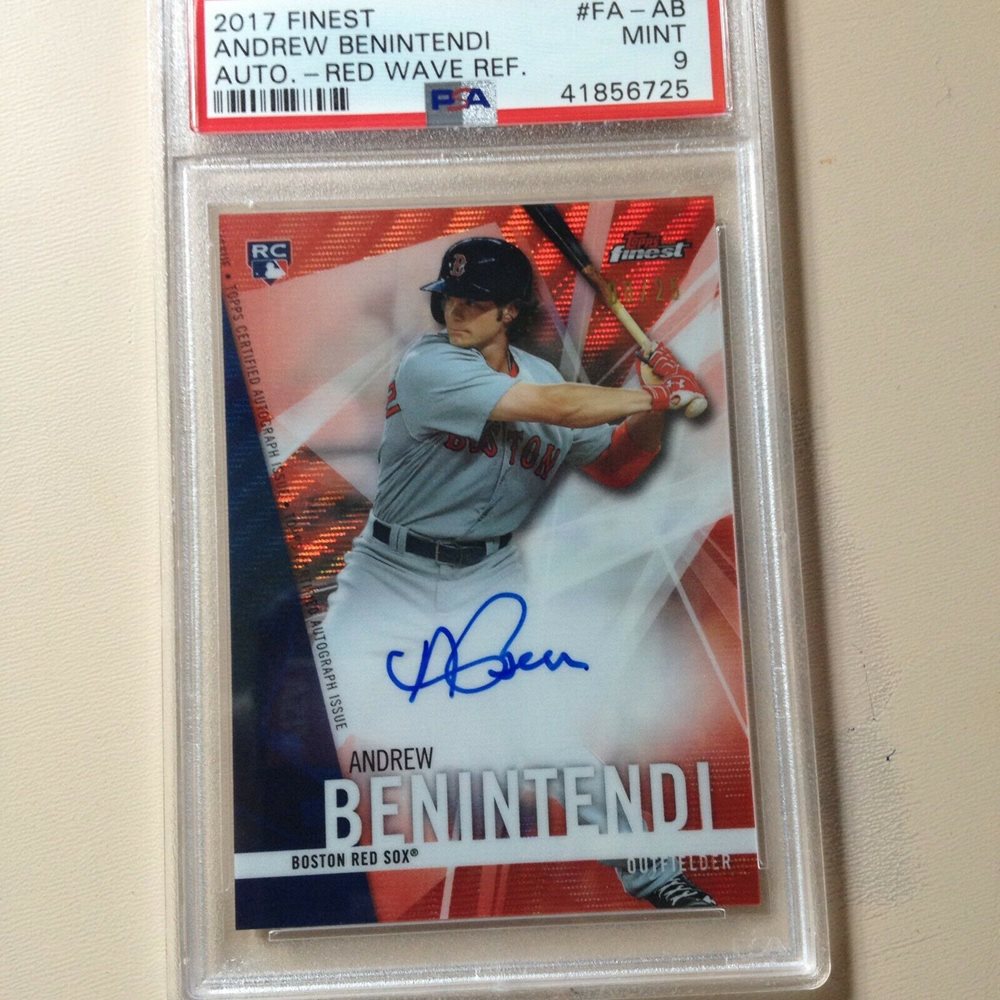 2017 FINEST
#FA – AB
ANDREW BENINTENDI
MINT
AUTO. – RED WAVE REF.
9
PSA
41856725
RC
Topps
finest
TOPPS CERTIFIED AUTOGRAPH ISSUE
AUTOGRAPH ISSUE
B
BOSTON
ANDREW
BENINTENDI
BOSTON RED SOX®
OUTFIELDER